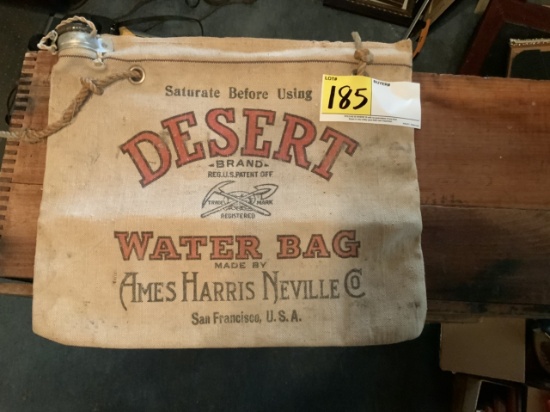 Saturate Before Using
LOT#
185
DESERT
-BRAND-
REG.U.S.PATENT OFF
TRADE MARK
REGISTERED
WATER BAG
MADE BY
AMES HARRIS NEVILLE CO
San Francisco, U.S.A.